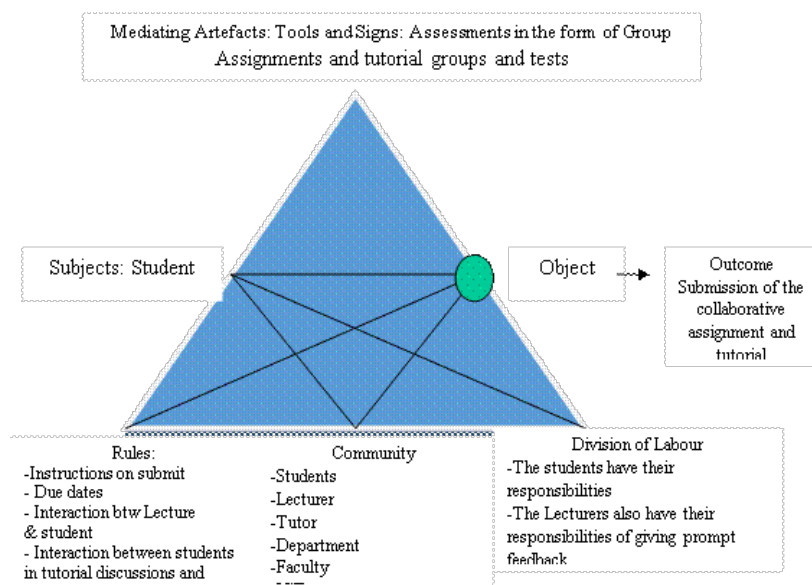 Mediating Artefacts: Tools and Signs: Assessments in the form of Group
Assignments and tutorial groups and tests
Subjects: Student
Object
Outcome
Submission of the
collaborative
assignment and
tutorial
Rules:
-Instructions on submit
- Due dates
- Interaction btw Lecture
& student
- Interaction between students
in tutorial discussions and
Community
-Students
-Lecturer
-Tutor
-Department
-Faculty
Division of Labour
-The students have their
responsibilities
-The Lecturers also have their
responsibilities of giving prompt
feedback